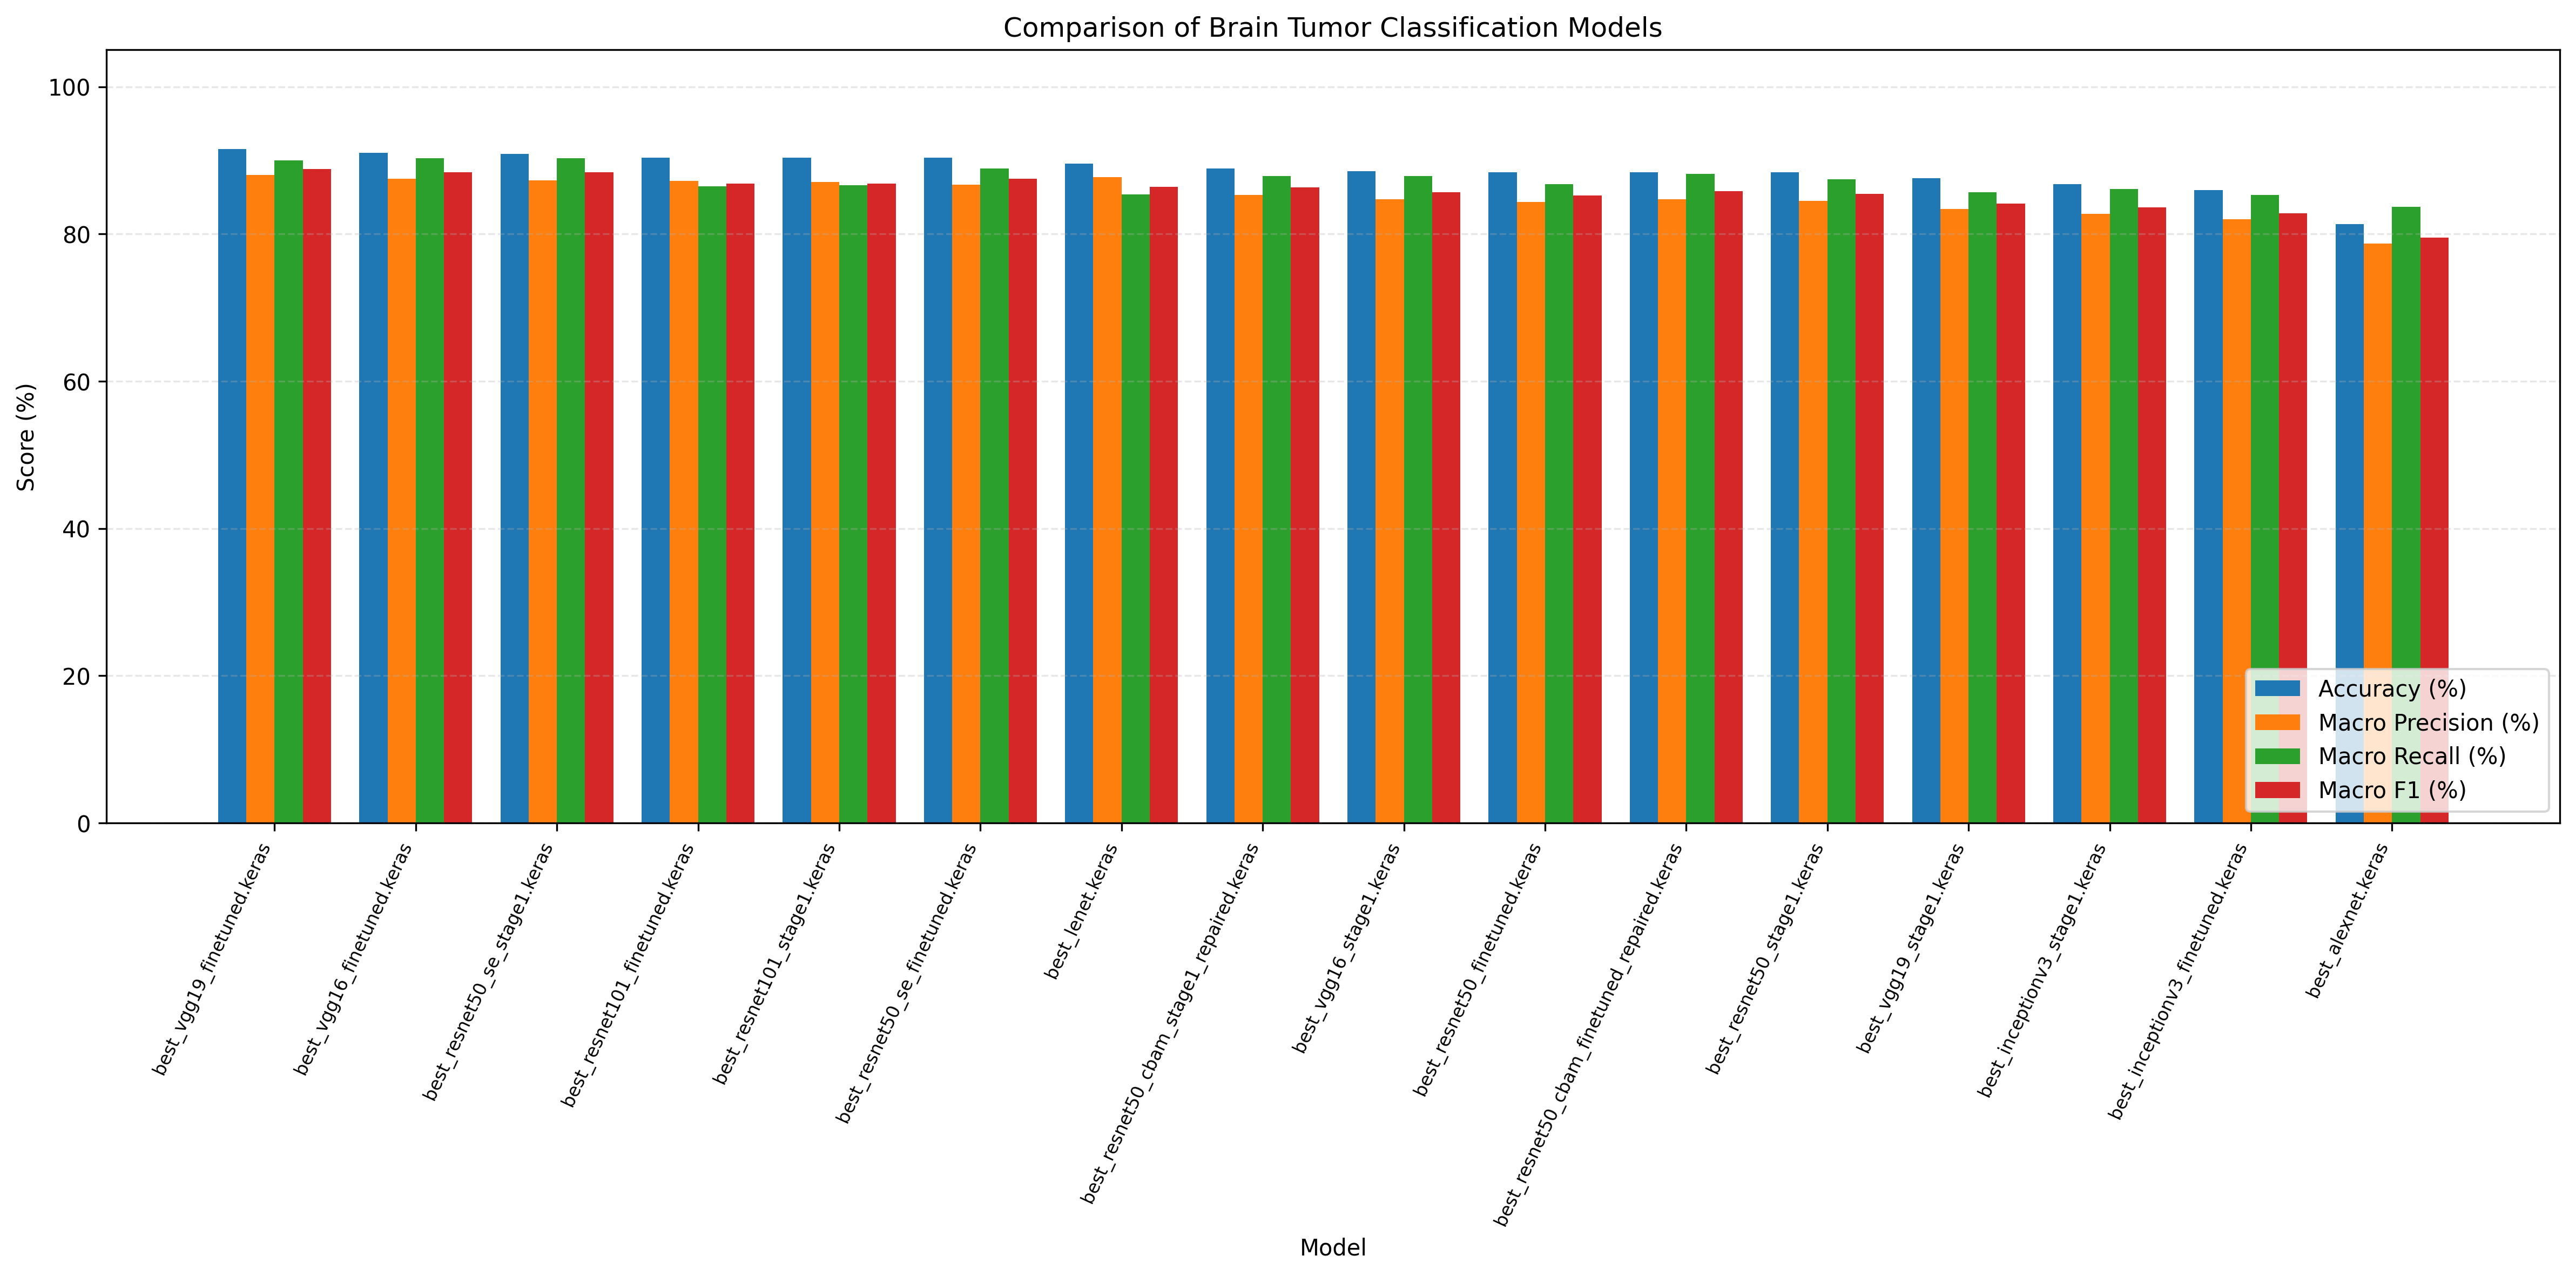 Comparison of Brain Tumor Classification Models
Score (%)
100
80
60
40
20
0
Accuracy (%)
Macro Precision (%)
Macro Recall (%)
Macro F1 (%)
best_vgg19_finetuned.keras
best_vgg16_finetuned.keras
best_resnet50_se_stage1.keras
best_resnet101_finetuned.keras
best_resnet101_stage1.keras
best_resnet50_se_finetuned.keras
best_lenet.keras
best_resnet50_cbam_stage1_repaired.keras
best_vgg16_stage1.keras
best_resnet50_finetuned.keras
best_resnet50_cbam_finetuned_repaired.keras
best_resnet50_stage1.keras
best_vgg19_stage1.keras
best_inceptionv3_stage1.keras
best_inceptionv3_finetuned.keras
best_alexnet.keras
Model